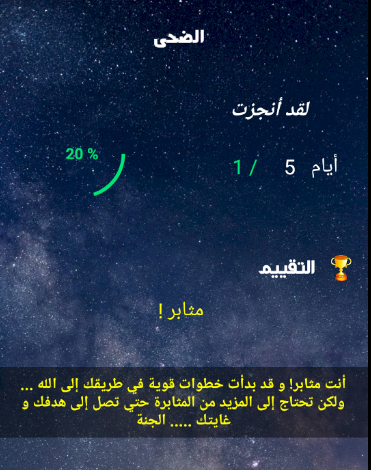 الضحى
لقد أنجزت
أيام 5 / 1
20 %
التقييم
مثابر !
أنت مثابر! و قد بدأت خطوات قوية في طريقك إلى الله ...
ولكن تحتاج إلى المزيد من المثابرة حتي تصل إلى هدفك و
غايتك ..... الجنة